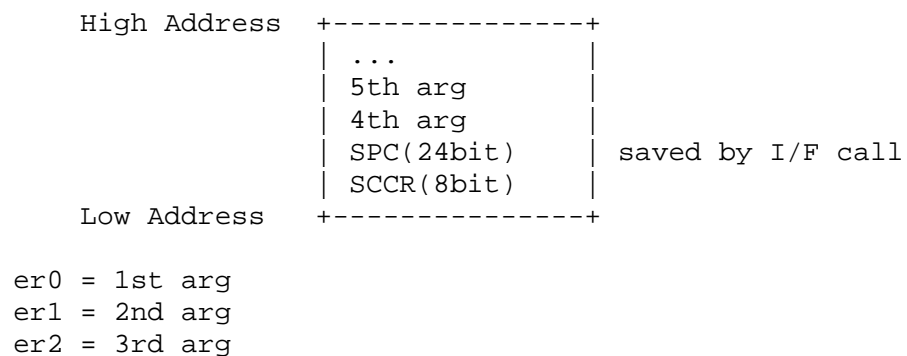 High Address +---------------+
| ... |
| 5th arg |
| 4th arg |
| SPC(24bit) | saved by I/F call
| SCCR(8bit) |
Low Address +---------------+
er0 = 1st arg
er1 = 2nd arg
er2 = 3rd arg